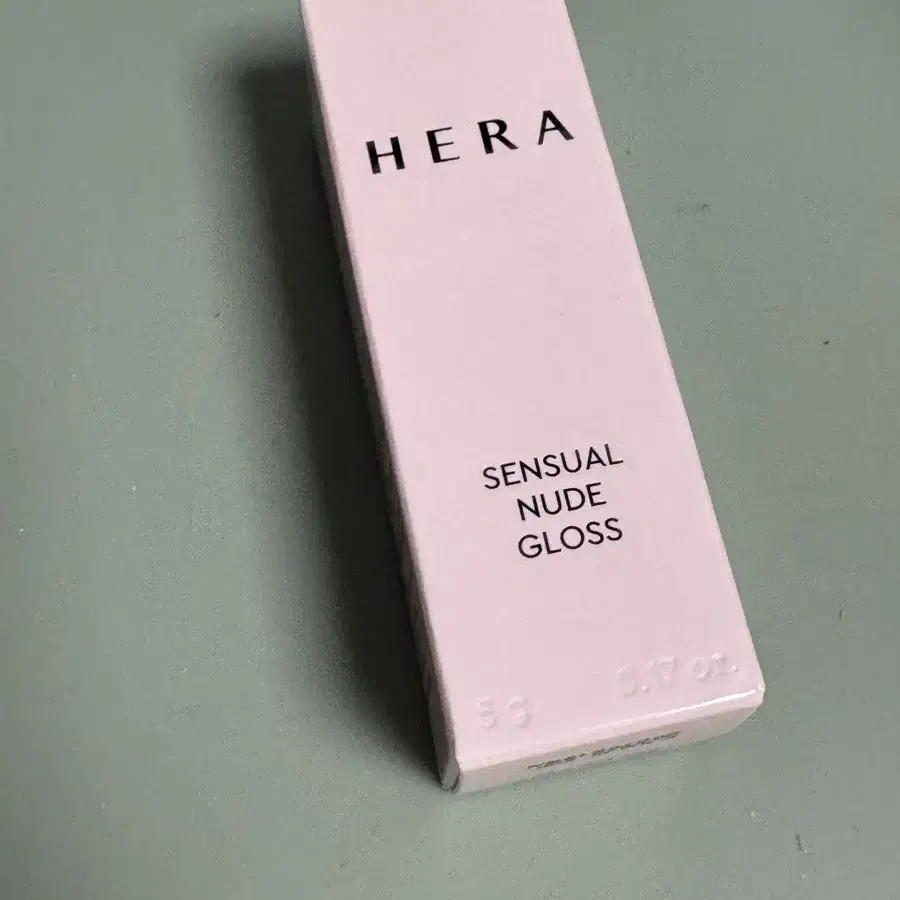 HERA
SENSUAL
NUDE
GLOSS
5 g 0.17 oz.